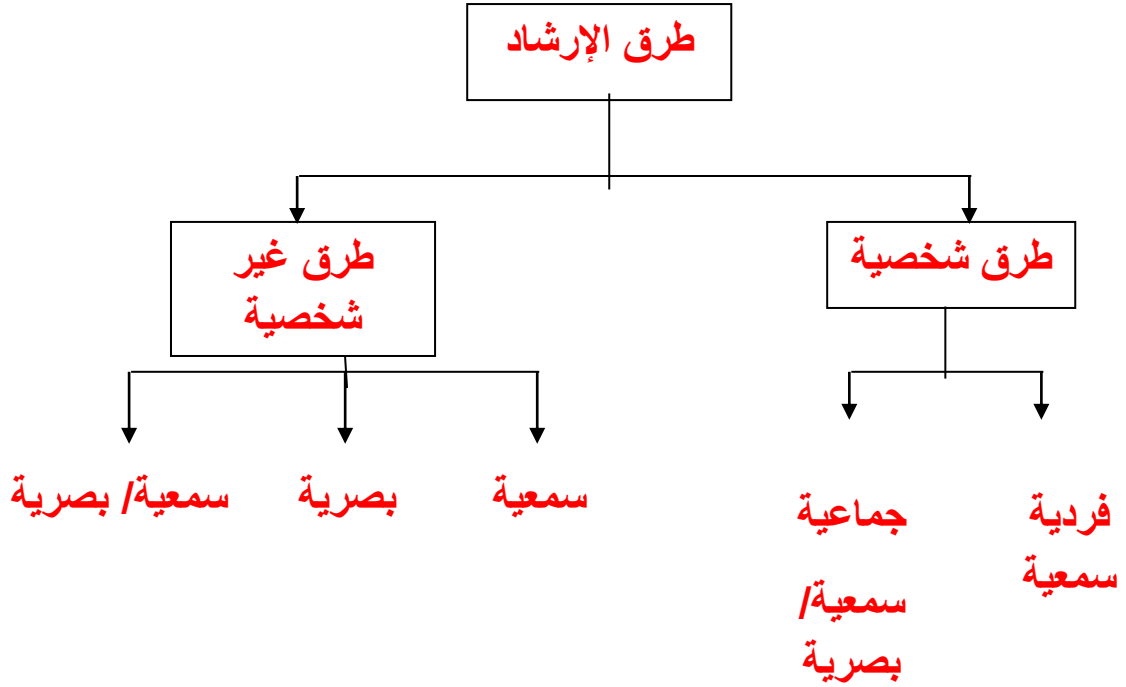 طرق الإرشاد
طرق شخصية
طرق غير
شخصية
فردية
سمعية
جماعية
سمعية/
بصرية
سمعية
بصرية
سمعية/ بصرية